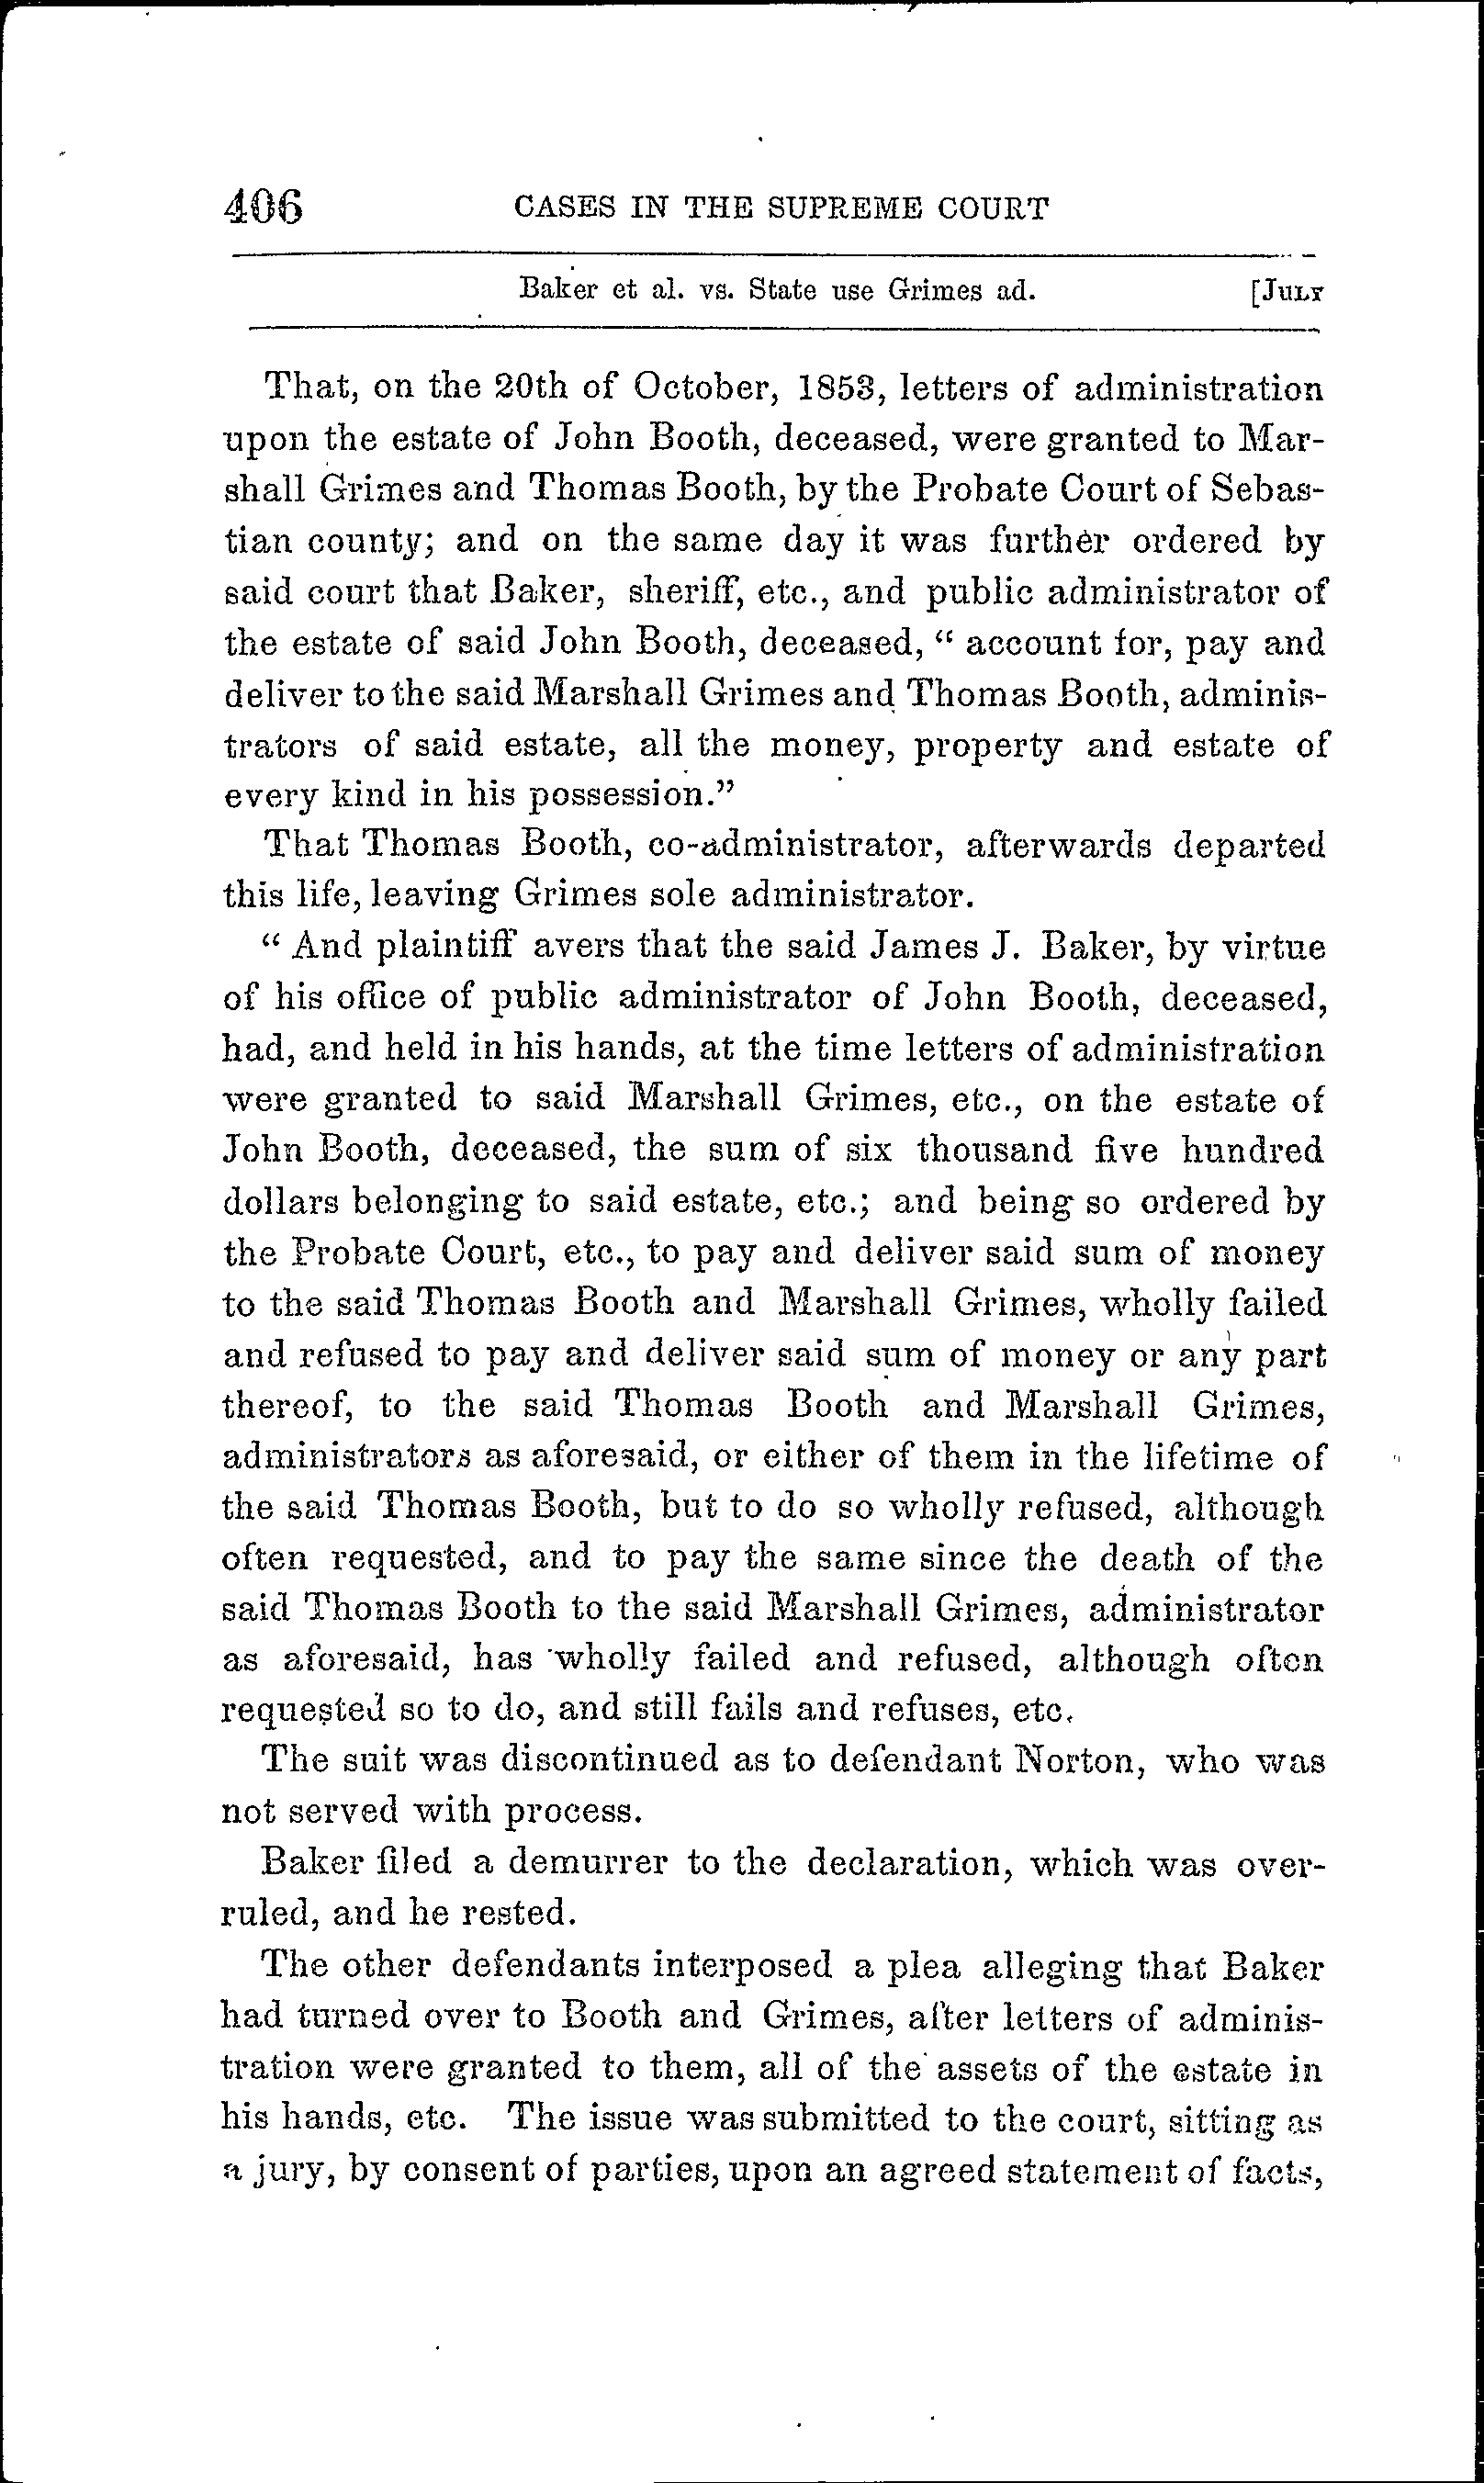 406 CASES IN THE SUPREME COURT
Baker et al. vs. State use Grimes ad. [JULY
That, on the 20th of October, 1853, letters of administration
upon the estate of John Booth, deceased, were granted to Mar-
shall Grimes and Thomas Booth, by the Probate Court of Sebas-
tian county; and on the same day it was further ordered by
said court that Baker, sheriff, etc., and public administrator of
the estate of said John Booth, deceased, “ account for, pay and
deliver to the said Marshall Grimes and Thomas Booth, adminis-
trators of said estate, all the money, property and estate of
every kind in his possession.”
That Thomas Booth, co-administrator, afterwards departed
this life, leaving Grimes sole administrator.
“ And plaintiff avers that the said James J. Baker, by virtue
of his office of public administrator of John Booth, deceased,
had, and held in his hands, at the time letters of administration
were granted to said Marshall Grimes, etc., on the estate of
John Booth, deceased, the sum of six thousand five hundred
dollars belonging to said estate, etc.; and being so ordered by
the Probate Court, etc., to pay and deliver said sum of money
to the said Thomas Booth and Marshall Grimes, wholly failed
and refused to pay and deliver said sum of money or any part
thereof, to the said Thomas Booth and Marshall Grimes,
administrators as aforesaid, or either of them in the lifetime of
the said Thomas Booth, but to do so wholly refused, although
often requested, and to pay the same since the death of the
said Thomas Booth to the said Marshall Grimes, administrator
as aforesaid, has wholly failed and refused, although often
requested so to do, and still fails and refuses, etc.
The suit was discontinued as to defendant Norton, who was
not served with process.
Baker filed a demurrer to the declaration, which was over-
ruled, and he rested.
The other defendants interposed a plea alleging that Baker
had turned over to Booth and Grimes, after letters of adminis-
tration were granted to them, all of the assets of the estate in
his hands, etc. The issue was submitted to the court, sitting as
a jury, by consent of parties, upon an agreed statement of facts,